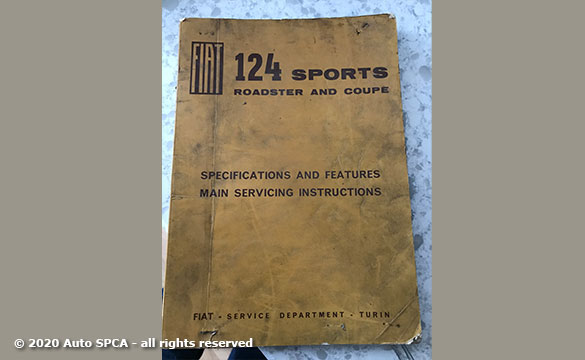 FIAT
124 SPORTS
ROADSTER AND COUPE
SPECIFICATIONS AND FEATURES
MAIN SERVICING INSTRUCTIONS
FIAT - SERVICE DEPARTMENT - TURIN
© 2020 Auto SPCA - all rights reserved